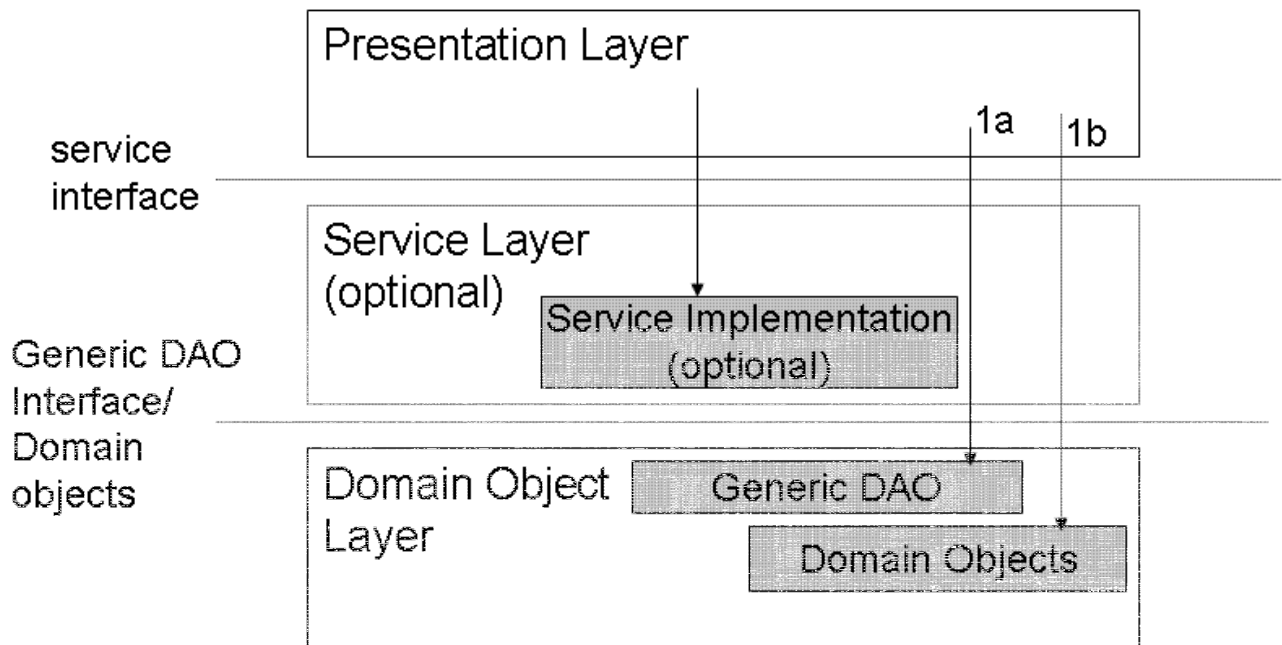 Presentation Layer
1a
1b
service
interface
Service Layer
(optional)
Service Implementation
(optional)
Generic DAO
Interface/
Domain
objects
Domain Object
Layer
Generic DAO
Domain Objects